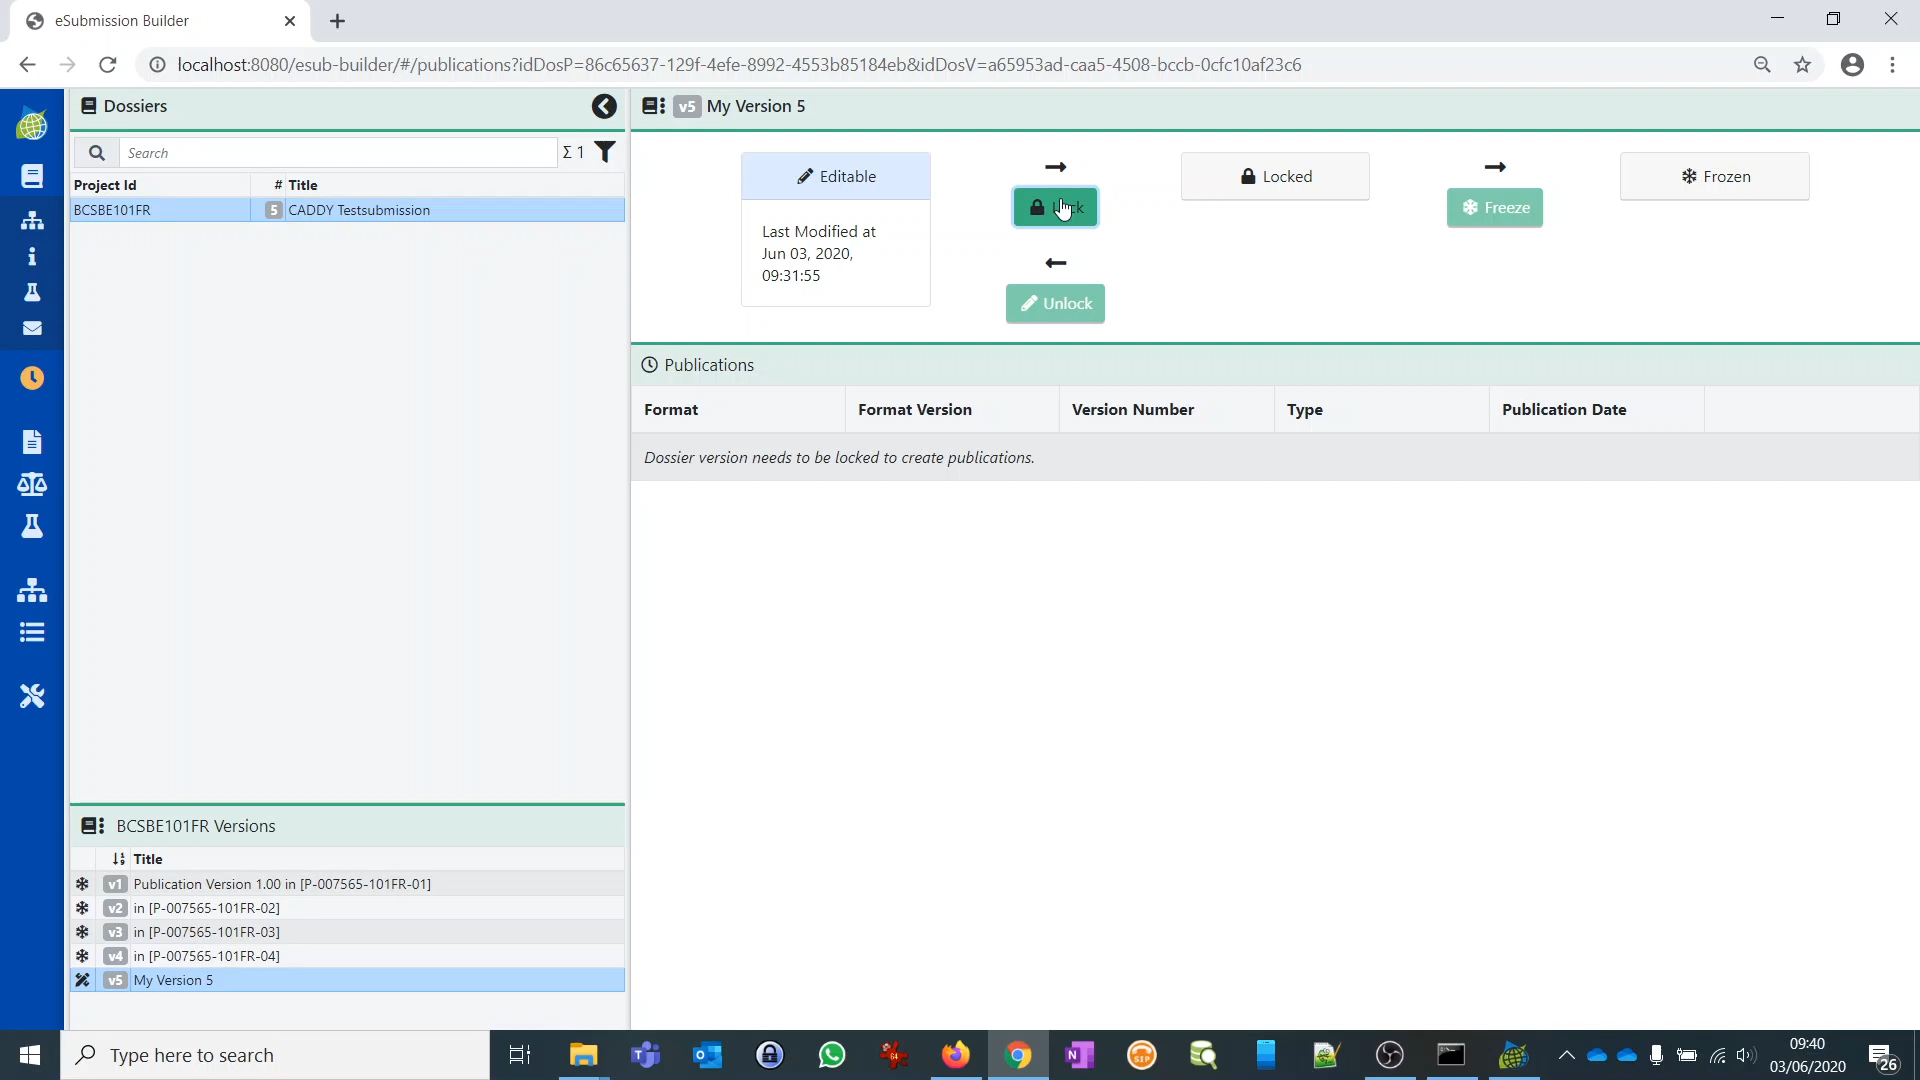 eSubmission Builder
localhost:8080/esub-builder/#/publications?idDosP=86c65637-129f-4efe-8992-4553b85184eb&idDosV=a65953ad-caa5-4508-bccb-0cfc10af23c6
Dossiers
Search
Σ 1
Project Id # Title
BCSBE101FR 5 CADDY Testsubmission
v5 My Version 5
Editable
Last Modified at
Jun 03, 2020,
09:31:55
Unlock
Locked
Freeze
Frozen
Publications
Format Format Version Version Number Type Publication Date
Dossier version needs to be locked to create publications.
BCSBE101FR Versions
Title
v1 Publication Version 1.00 in [P-007565-101FR-01]
v2 in [P-007565-101FR-02]
v3 in [P-007565-101FR-03]
v4 in [P-007565-101FR-04]
v5 My Version 5
Type here to search
09:40
03/06/2020
26